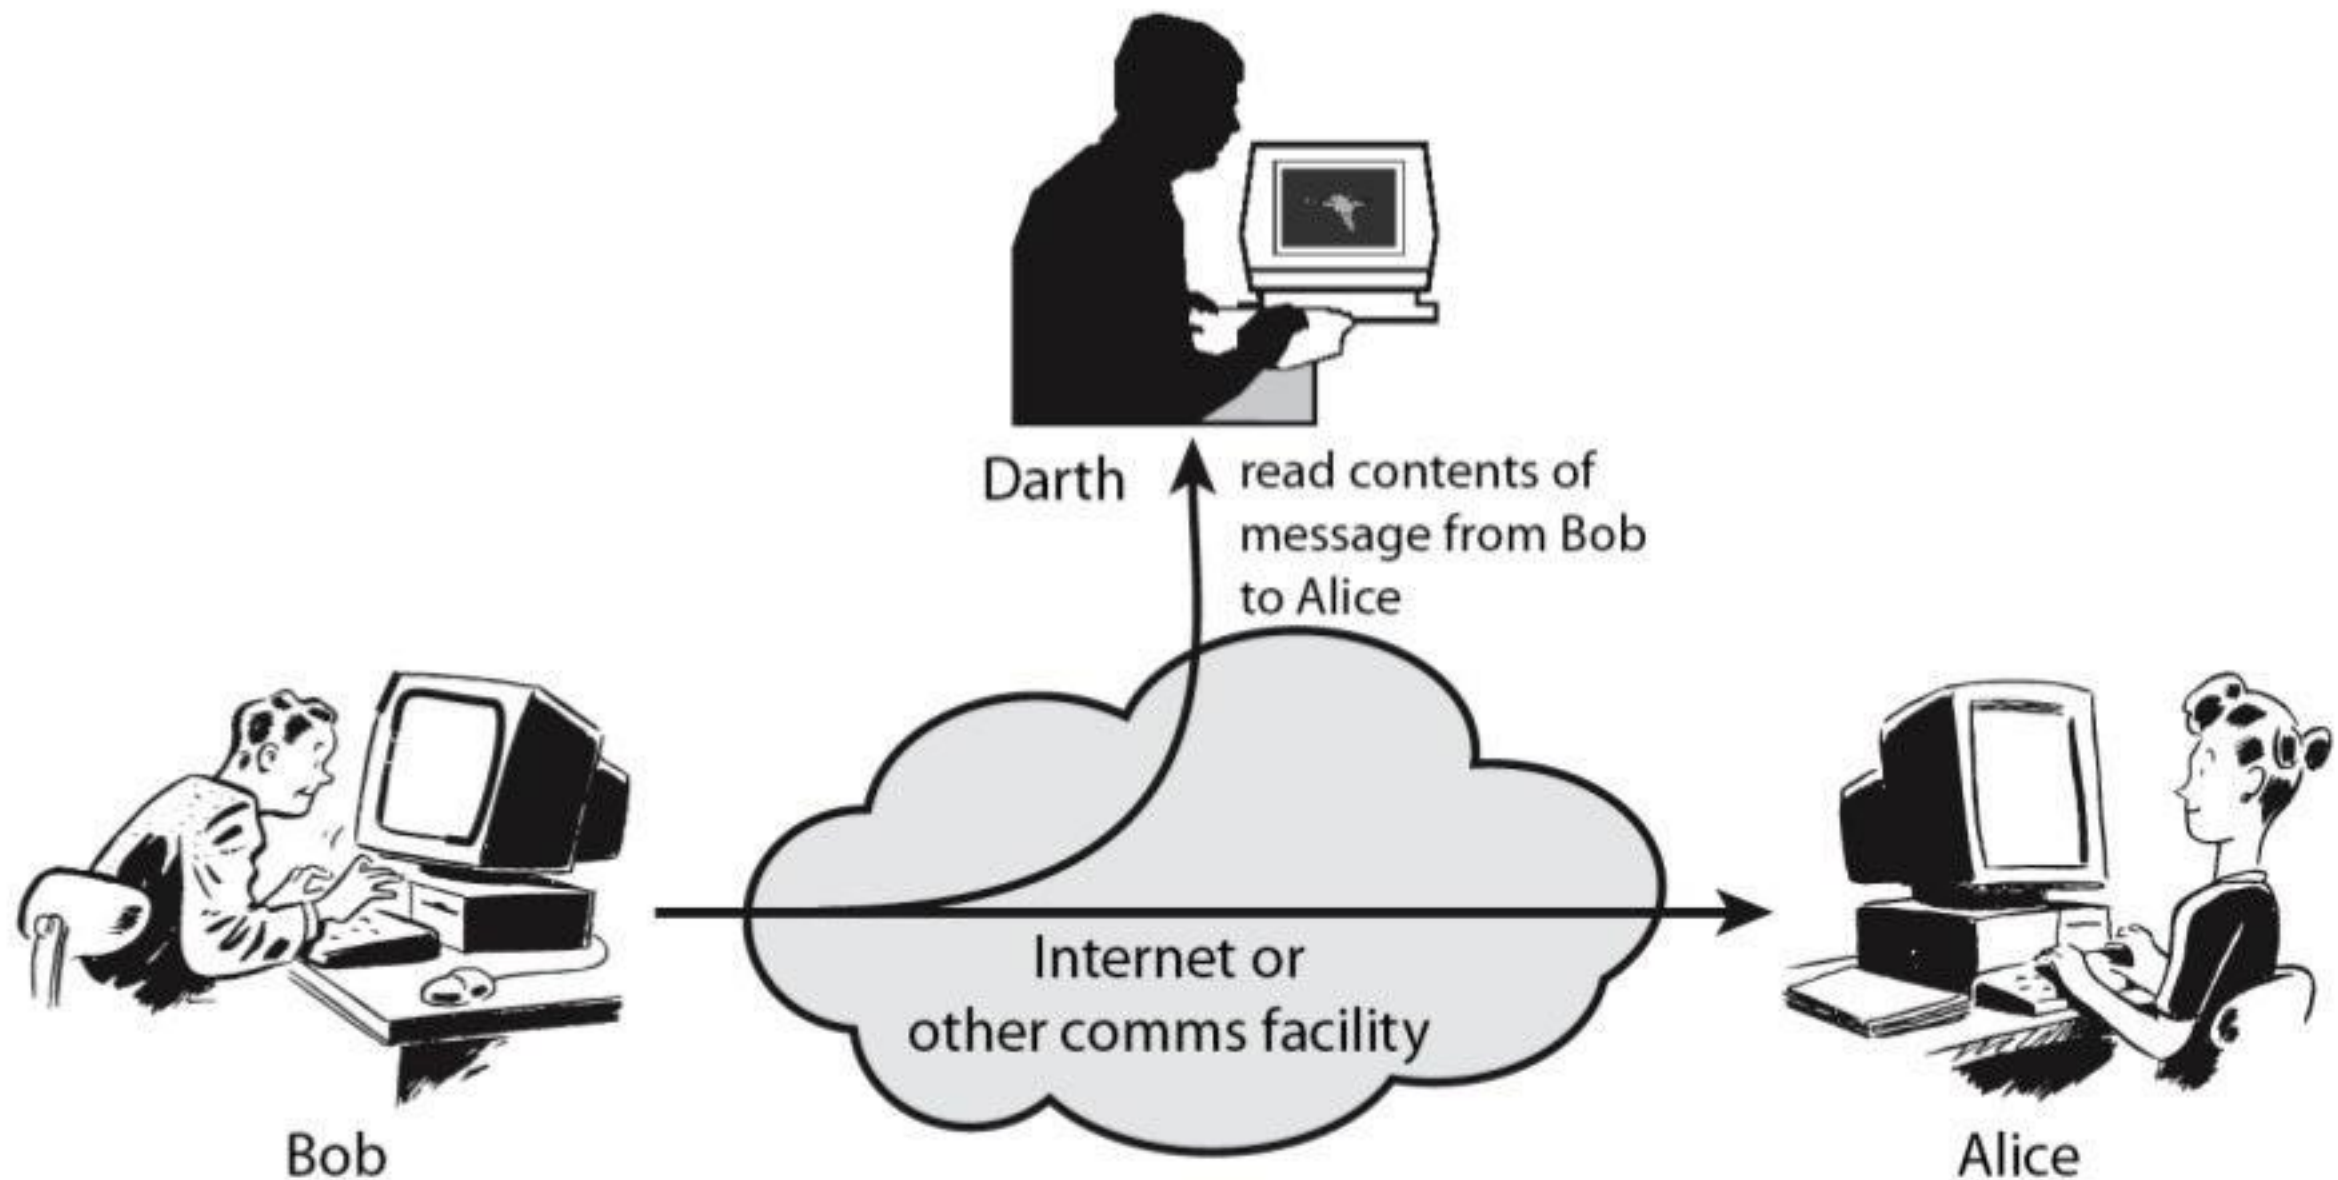 Darth
read contents of
message from Bob
to Alice
Internet or
other comms facility
Bob
Alice